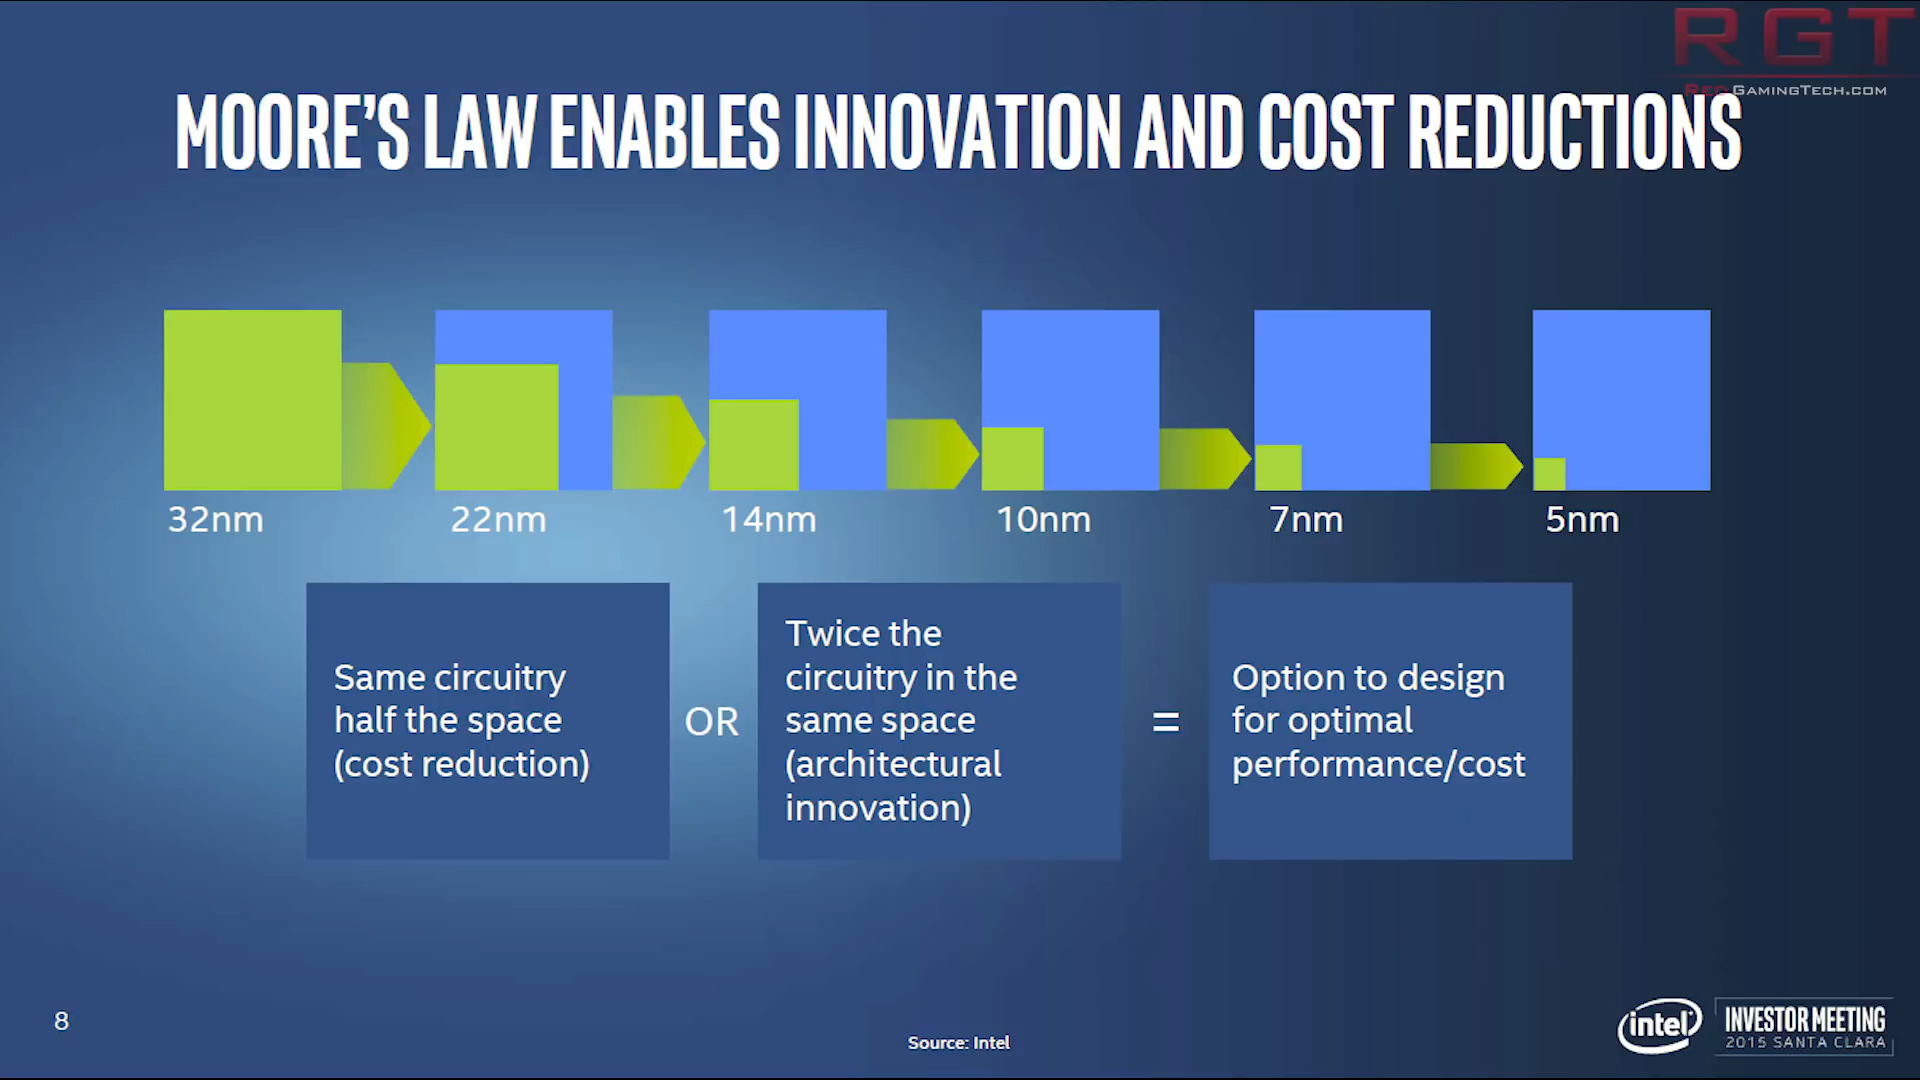 RGT
REDGAMINGTECH.COM
MOORE'S LAW ENABLES INNOVATION AND COST REDUCTIONS
32nm
22nm
14nm
10nm
7nm
5nm
Same circuitry
half the space
(cost reduction)
OR
Twice the
circuitry in the
same space
(architectural
innovation)
=
Option to design
for optimal
performance/cost
8
Source: Intel
intel
INVESTOR MEETING
2015 SANTA CLARA